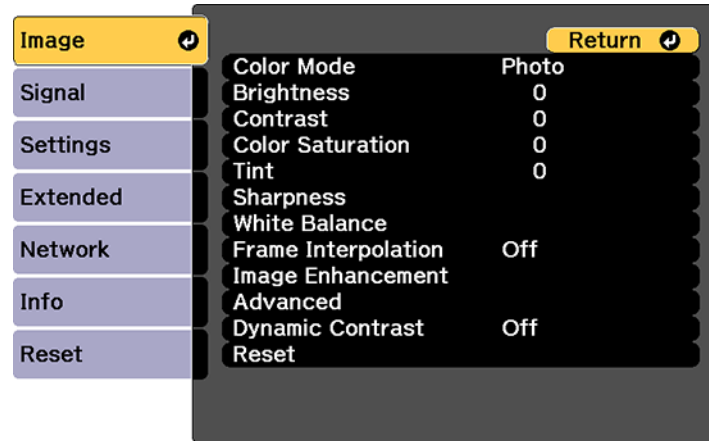 Image
Signal
Settings
Extended
Network
Info
Reset
Return
Color Mode Photo
Brightness 0
Contrast 0
Color Saturation 0
Tint 0
Sharpness
White Balance
Frame Interpolation Off
Image Enhancement
Advanced
Dynamic Contrast Off
Reset